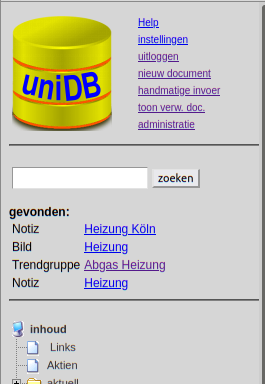 uniDB
Help
instellingen
uitloggen
nieuw document
handmatige invoer
toon verw. doc.
administratie
zoeken
gevonden:
Notiz Heizung Köln
Bild Heizung
Trendgruppe Abgas Heizung
Notiz Heizung
inhoud
Links
Aktien
aktuell